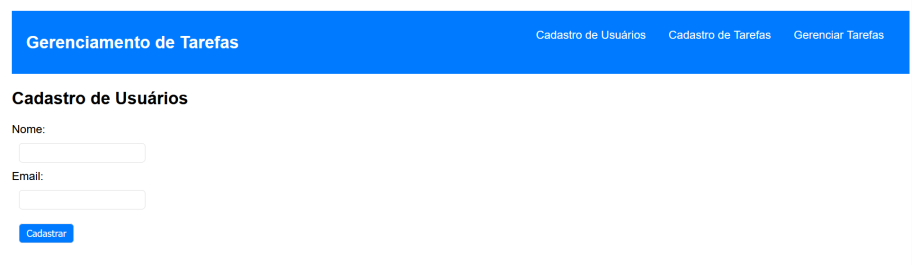 Gerenciamento de Tarefas
Cadastro de Usuários Cadastro de Tarefas Gerenciar Tarefas
Cadastro de Usuários
Nome:
Email:
Cadastrar